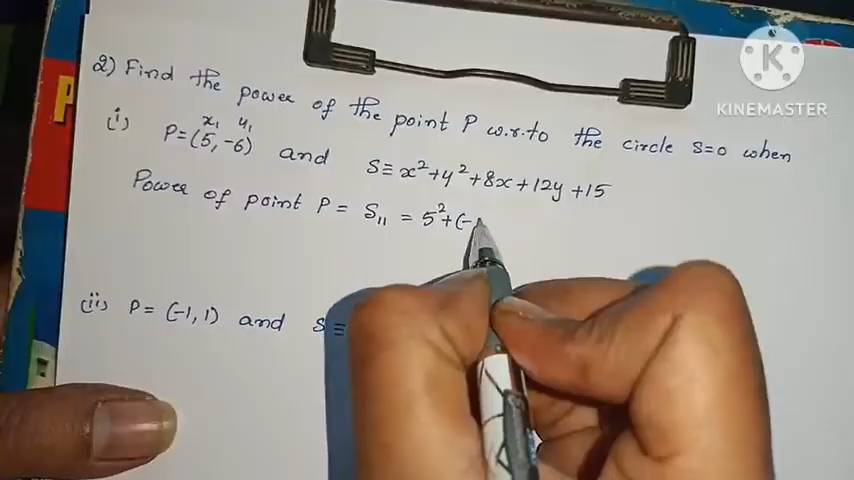 K
KINEMASTER
2) Find the power of the point P w.r.to the circle S=0 when
x₁ y₁
(i) P=(5,-6) and S≡ x²+y²+8x+12y+15
Power of point P = S₁₁ = 5²+(-
(ii) P= (-1,1) and S≡